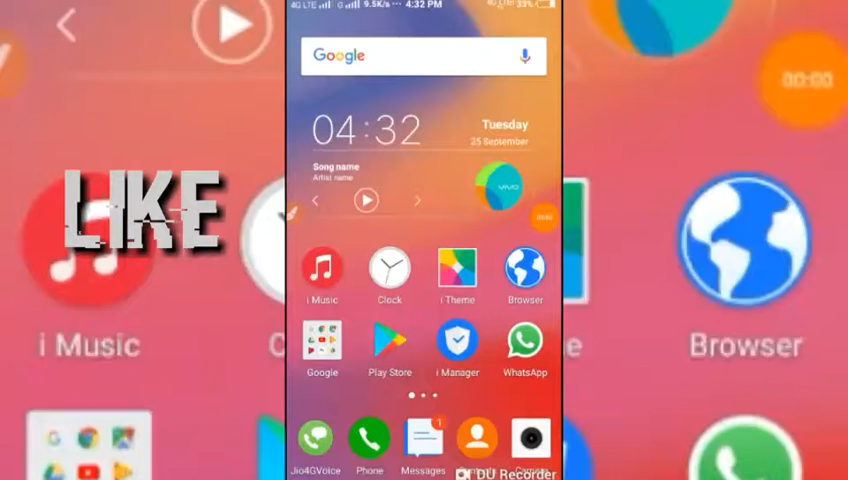 4G LTE 9.5K/s ··· 4:32 PM 33%
Google
04:32
Tuesday
25 September
Song name
Artist name
vivo
LIKE
00:00
i Music
Clock
i Theme
Browser
Google
Play Store
i Manager
WhatsApp
1
Jio4GVoice
Phone
Messages
DU Recorder
i Music
Browser